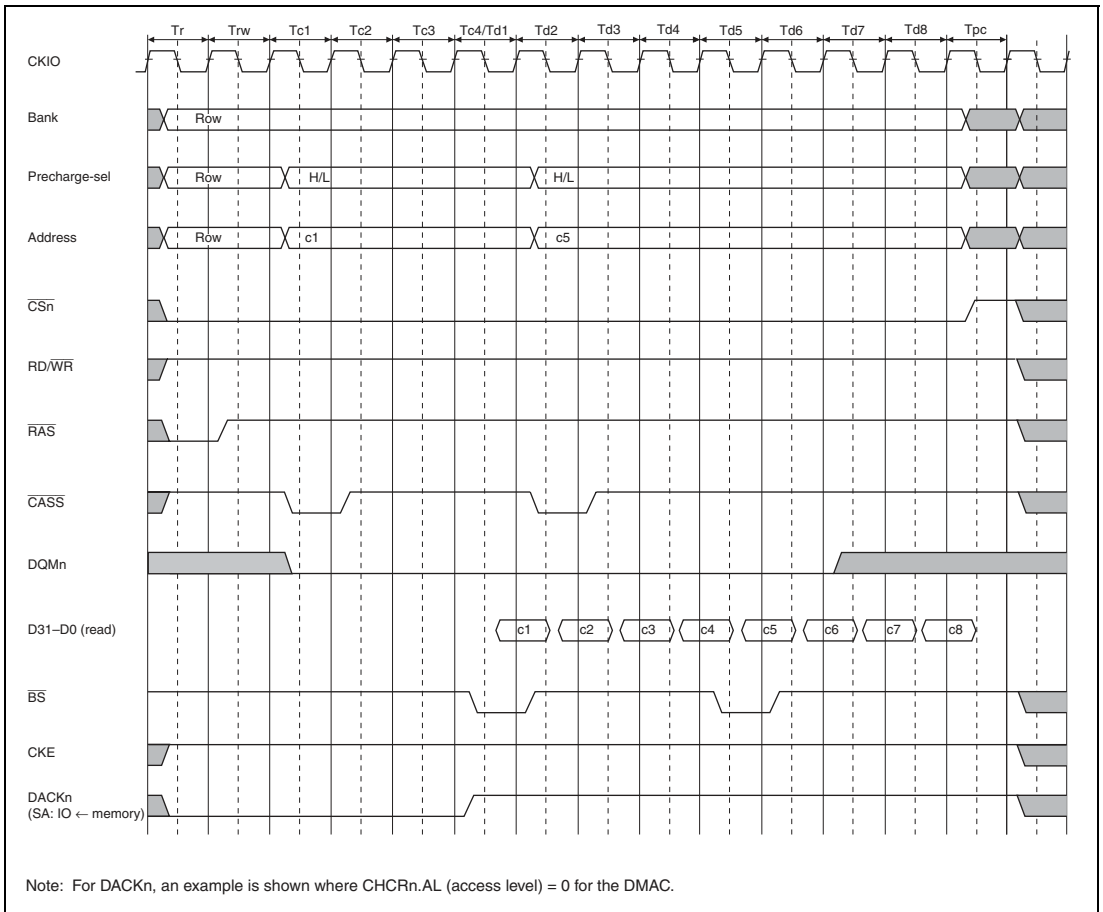 Tr Trw Tc1 Tc2 Tc3 Tc4/Td1 Td2 Td3 Td4 Td5 Td6 Td7 Td8 Tpc
CKIO
Bank Row
Precharge-sel Row H/L H/L
Address Row c1 c5
CSn
RD/WR
RAS
CASS
DQMn
D31–D0 (read) c1 c2 c3 c4 c5 c6 c7 c8
BS
CKE
DACKn
(SA: IO ← memory)
Note: For DACKn, an example is shown where CHCRn.AL (access level) = 0 for the DMAC.